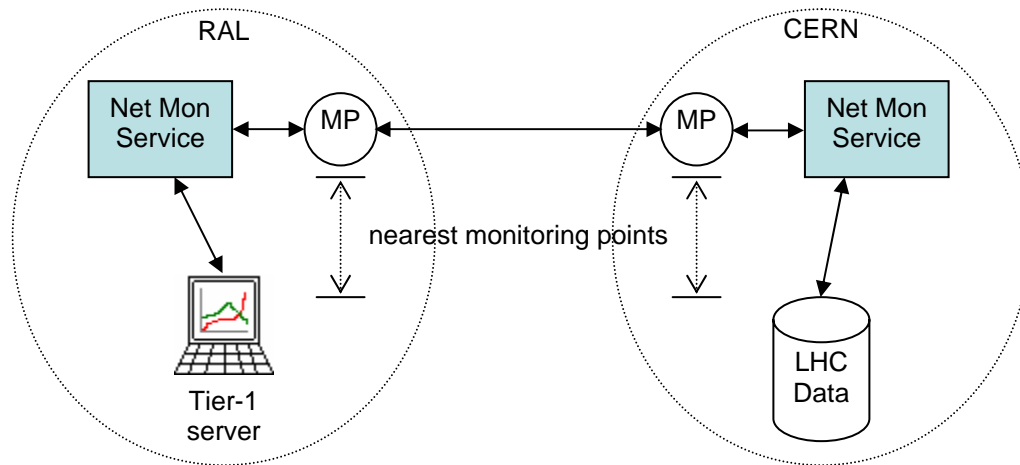 RAL
CERN
Net Mon
Service
MP
MP
Net Mon
Service
nearest monitoring points
Tier-1
server
LHC
Data